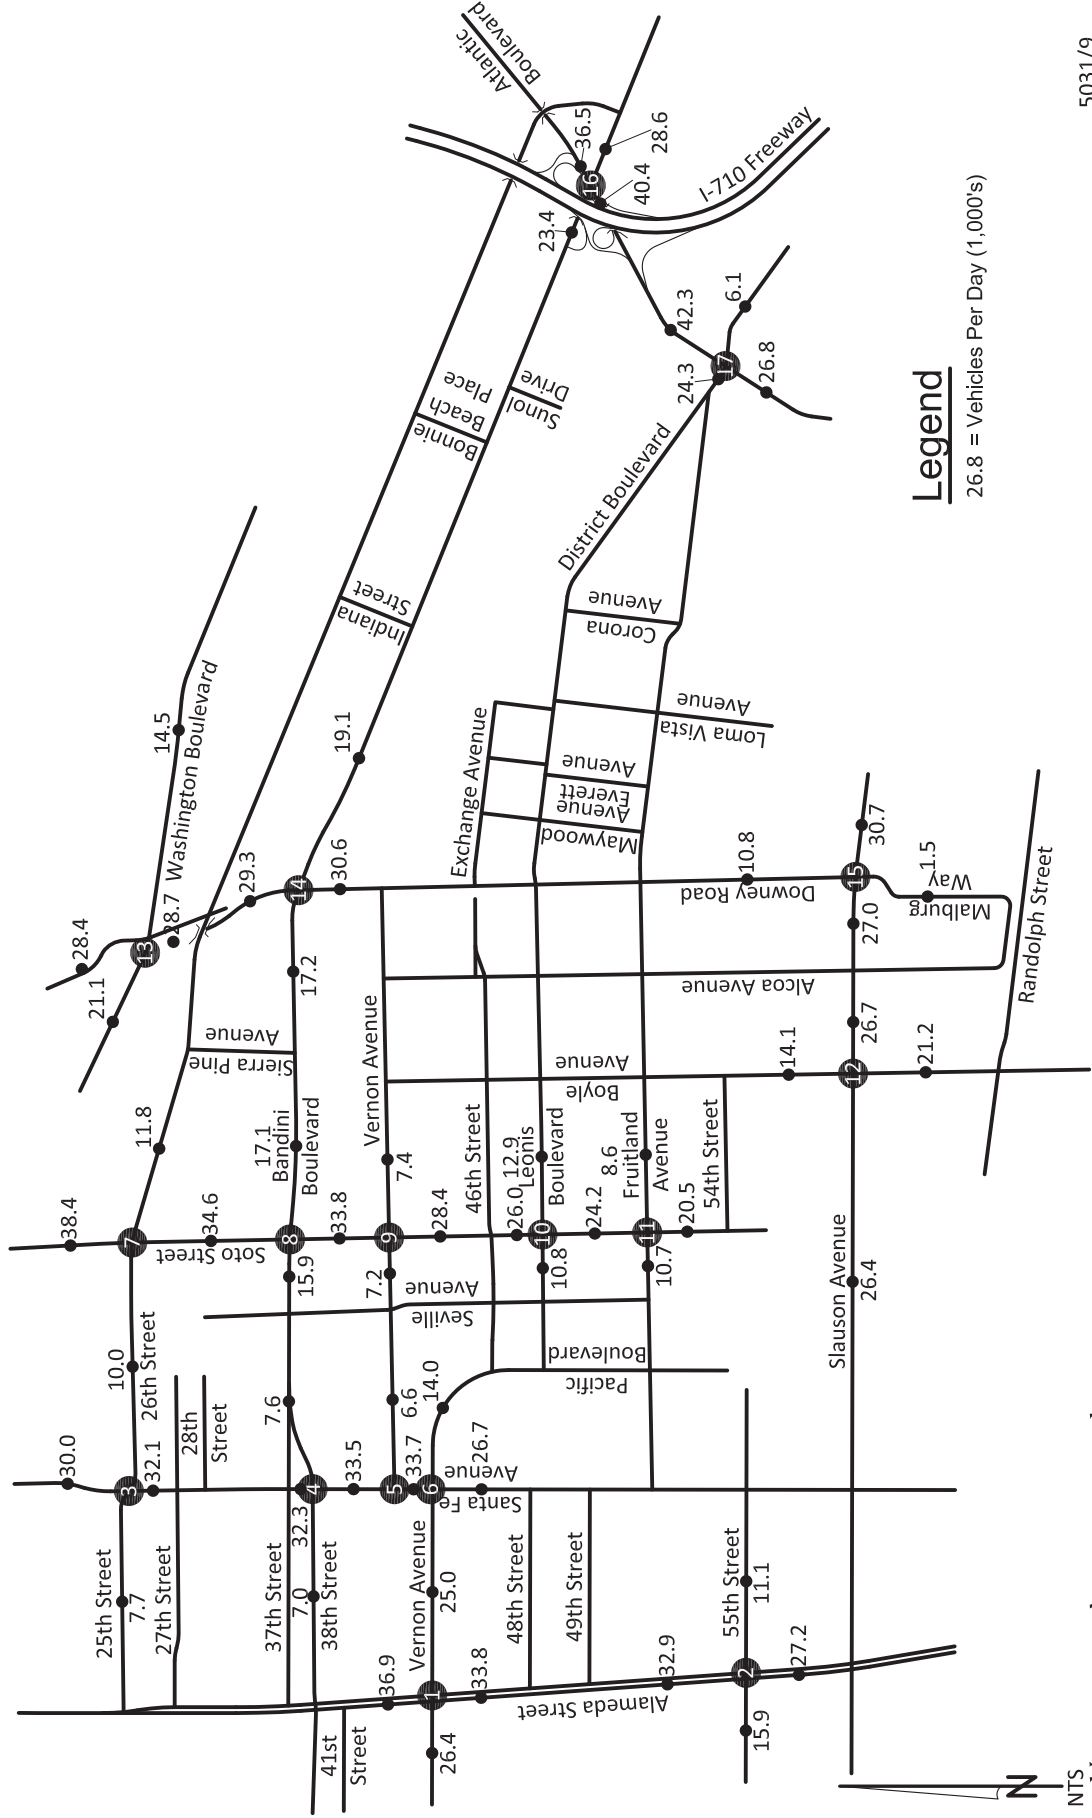 5031/9
Boulevard
Atlantic
Boulevard
36.5
28.6
16
40.4
I-710 Freeway
23.4
42.3
6.1
17
24.3
26.8
Legend
26.8 = Vehicles Per Day (1,000's)
Bonnie
Beach
Place
Sunol
Drive
District Boulevard
Indiana
Street
Corona
Avenue
Loma Vista
Avenue
Exchange Avenue
Everett
Avenue
Maywood
Avenue
14.5
Washington Boulevard
19.1
28.4
28.7
21.1
13
29.3
14
30.6
10.8
Downey Road
15
30.7
1.5
Malburg
Way
27.0
Randolph Street
17.2
Alcoa Avenue
26.7
Sierra Pine
Avenue
Vernon Avenue
Boyle
Avenue
14.1
12
21.2
11.8
17.1
Bandini
Boulevard
7.4
46th Street
12.9
Leonis
Boulevard
8.6
Fruitland
Avenue
54th Street
38.4
7
34.6
Soto Street
8
33.8
9
28.4
26.0
10
24.2
11
20.5
15.9
7.2
10.8
10.7
Seville
Avenue
Slauson Avenue
26.4
10.0
26th Street
7.6
6.6
14.0
Pacific
Boulevard
28th
Street
30.0
3
32.1
4
33.5
5
33.7
6
26.7
Santa Fe
Avenue
32.3
25th Street
7.7
27th Street
37th Street
7.0
38th Street
Vernon Avenue
25.0
48th Street
49th Street
55th Street
11.1
36.9
1
33.8
32.9
2
27.2
Alameda Street
41st
Street
26.4
15.9
N
NTS